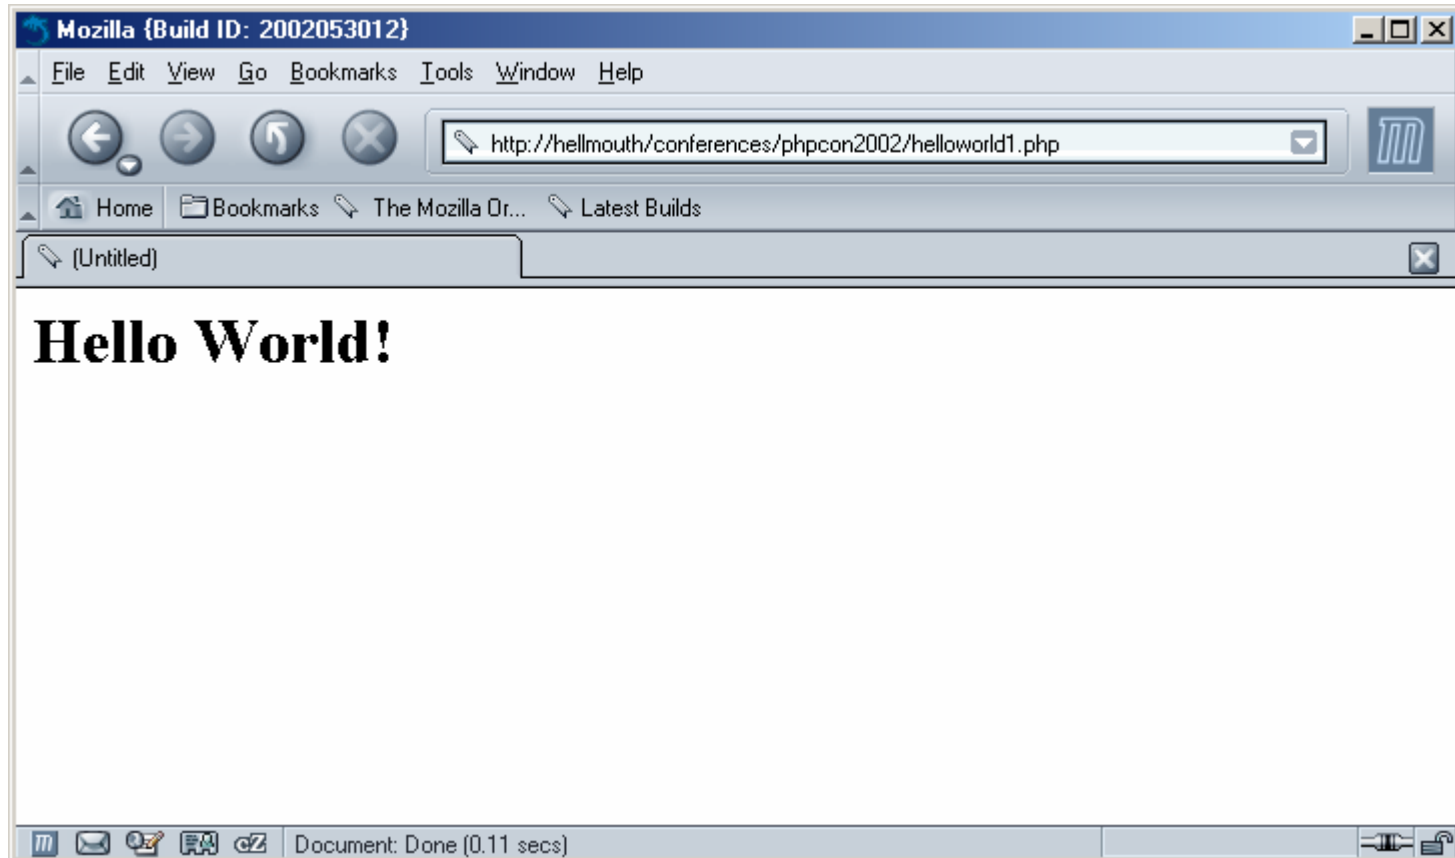 Mozilla {Build ID: 2002053012}
File Edit View Go Bookmarks Tools Window Help
http://hellmouth/conferences/phpcon2002/helloworld1.php
Home Bookmarks The Mozilla Or... Latest Builds
(Untitled)
Hello World!
Document: Done (0.11 secs)